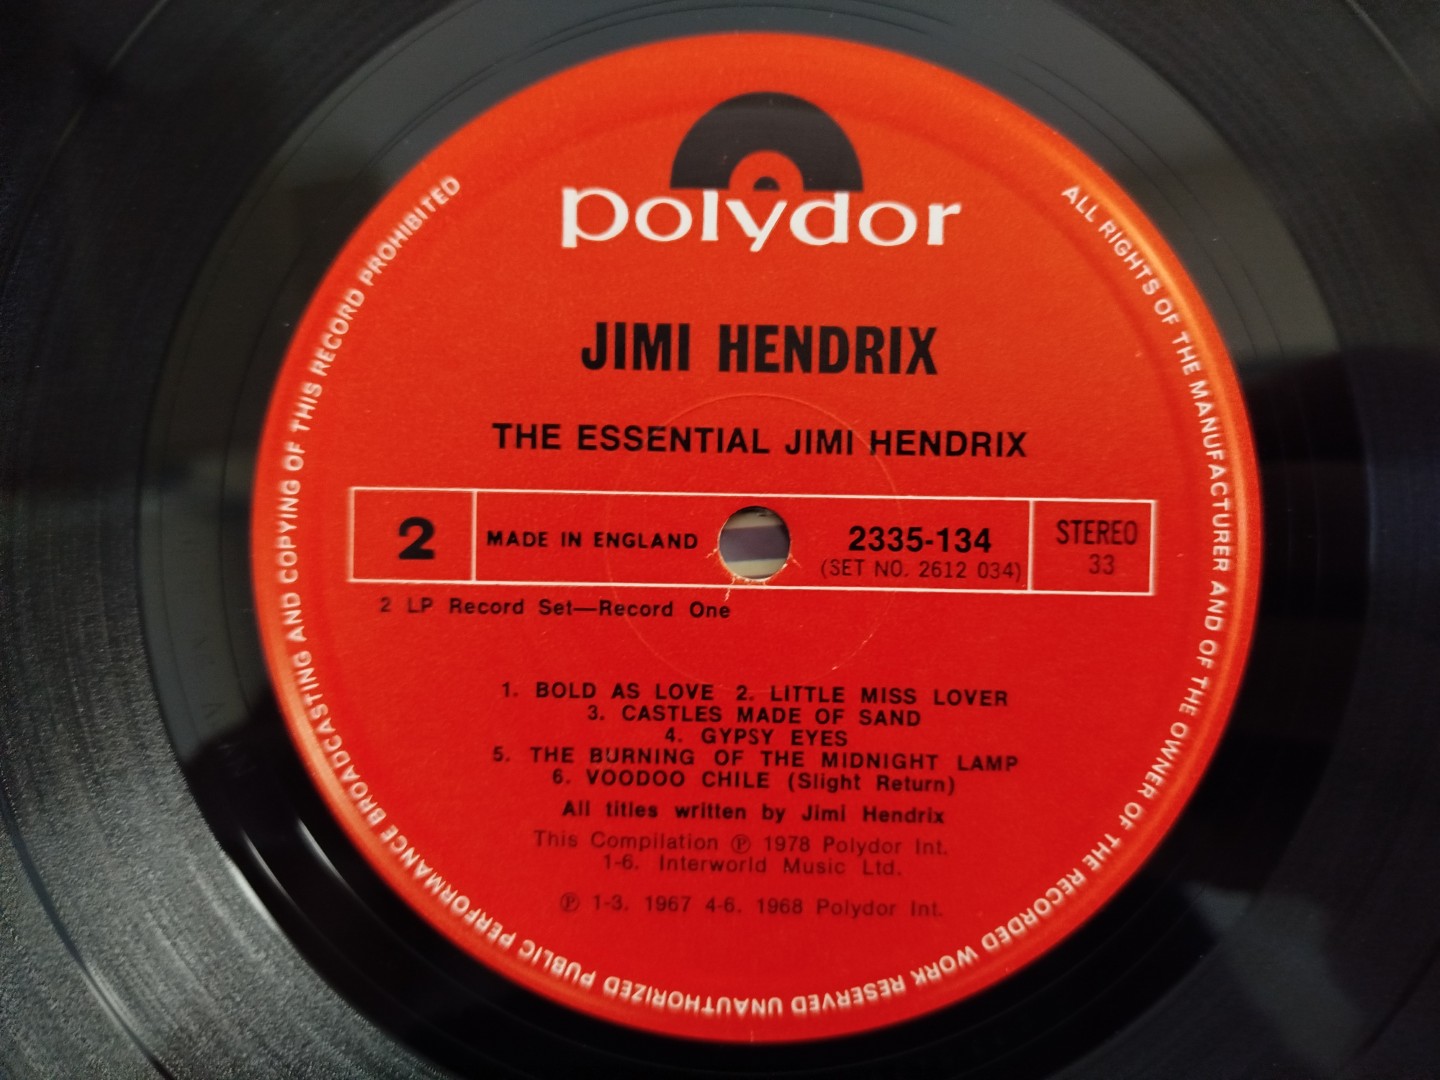 polydor
JIMI HENDRIX
THE ESSENTIAL JIMI HENDRIX
2 MADE IN ENGLAND 2335-134 STEREO
(SET NO. 2612 034) 33
2 LP Record Set—Record One
1. BOLD AS LOVE 2. LITTLE MISS LOVER
3. CASTLES MADE OF SAND
4. GYPSY EYES
5. THE BURNING OF THE MIDNIGHT LAMP
6. VOODOO CHILE (Slight Return)
All titles written by Jimi Hendrix
This Compilation ℗ 1978 Polydor Int.
1-6. Interworld Music Ltd.
℗ 1-3. 1967 4-6. 1968 Polydor Int.
ALL RIGHTS OF THE MANUFACTURER AND OF THE OWNER OF THE RECORDED WORK RESERVED UNAUTHORIZED PUBLIC PERFORMANCE BROADCASTING AND COPYING OF THIS RECORD PROHIBITED